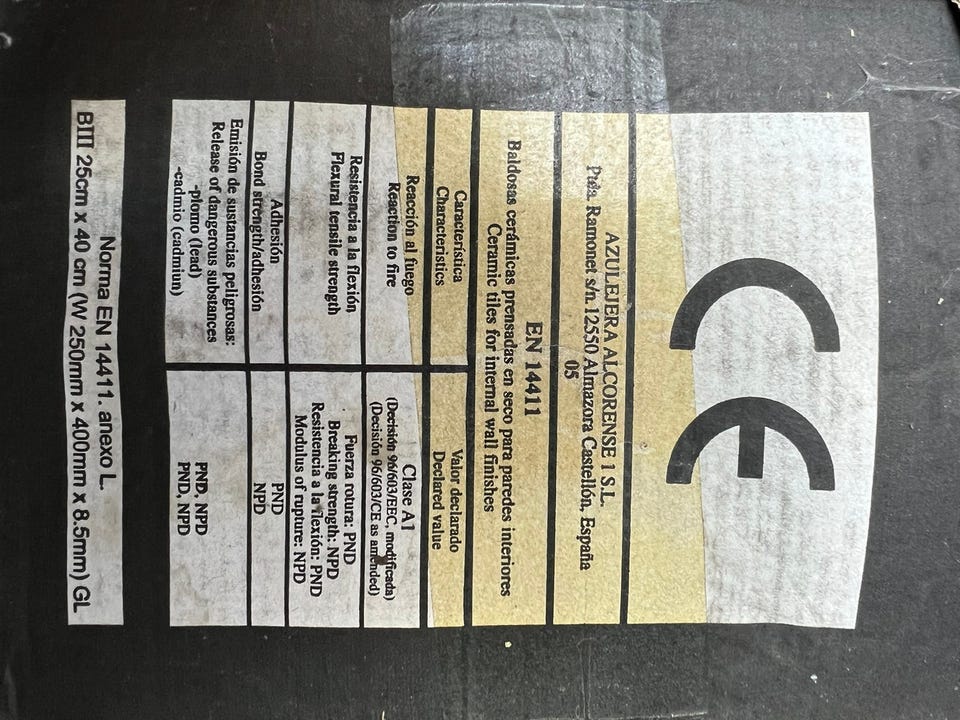 CE
AZULEJERA ALCORENSE 1 S.L.
Ptda. Ramonet s/n. 12550 Almazora Castellón, España
05
EN 14411
Baldosas cerámicas prensadas en seco para paredes interiores
Ceramic tiles for internal wall finishes
Característica
Characteristics
Valor declarado
Declared value
Reacción al fuego
Reaction to fire
Clase A1
(Decisión 96/603/EEC, modificada)
(Decisión 96/603/CE as amended)
Resistencia a la flexión
Flexural tensile strength
Fuerza rotura: PND
Breaking strength: NPD
Resistencia a la flexión: PND
Modulus of rupture: NPD
Adhesión
Bond strength/adhesión
PND
NPD
Emisión de sustancias peligrosas:
Release of dangerous substances
-plomo (lead)
-cadmio (cadmiun)
PND, NPD
PND, NPD
Norma EN 14411. anexo L.
BIII 25cm x 40 cm (W 250mm x 400mm x 8.5mm) GL